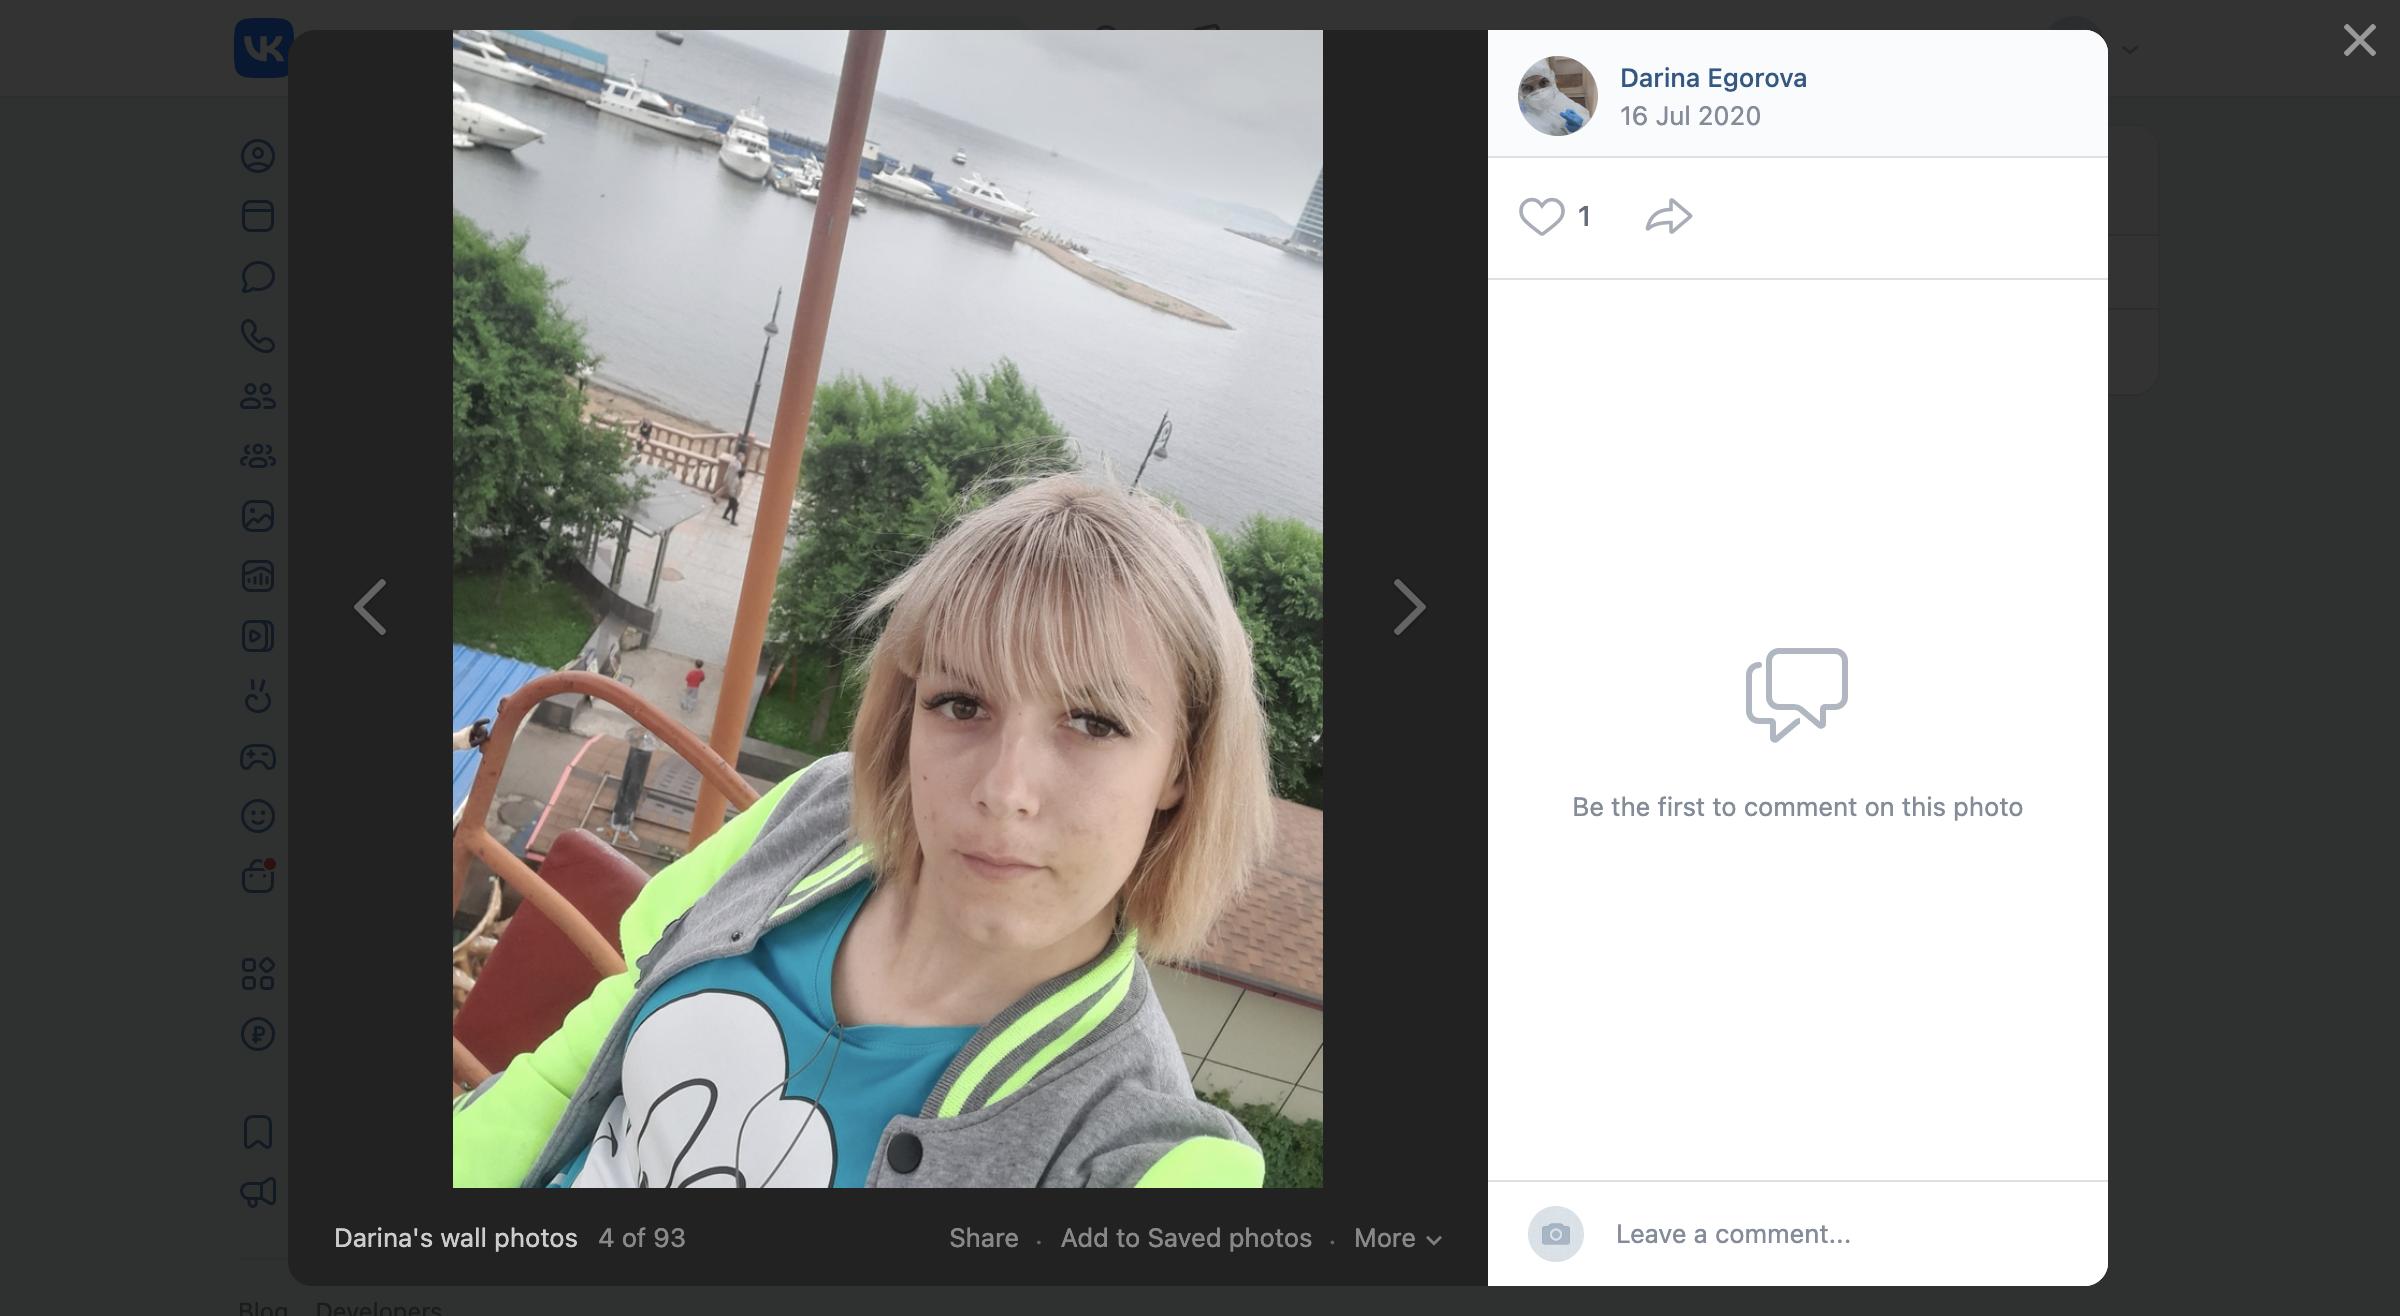 VK
Darina Egorova
16 Jul 2020
1
Be the first to comment on this photo
Darina's wall photos 4 of 93
Share . Add to Saved photos . More
Leave a comment...
Blog Developers